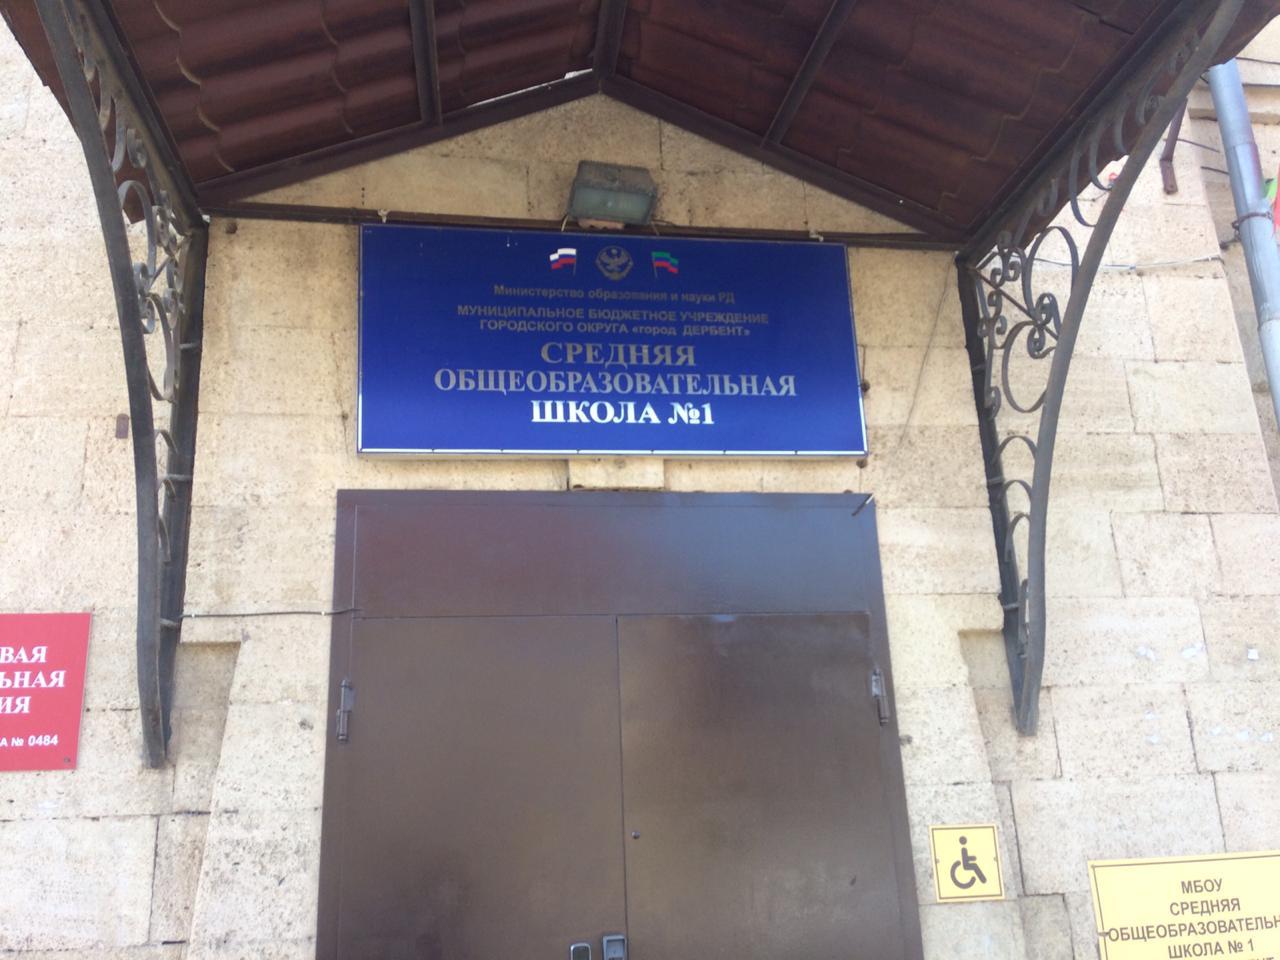 Министерство образования и науки РД
МУНИЦИПАЛЬНОЕ БЮДЖЕТНОЕ УЧРЕЖДЕНИЕ
ГОРОДСКОГО ОКРУГА «город ДЕРБЕНТ»
СРЕДНЯЯ
ОБЩЕОБРАЗОВАТЕЛЬНАЯ
ШКОЛА №1
ВАЯ
ЬНАЯ
ИЯ
А № 0484
МБОУ
СРЕДНЯЯ
ОБЩЕОБРАЗОВАТЕЛЬН
ШКОЛА № 1